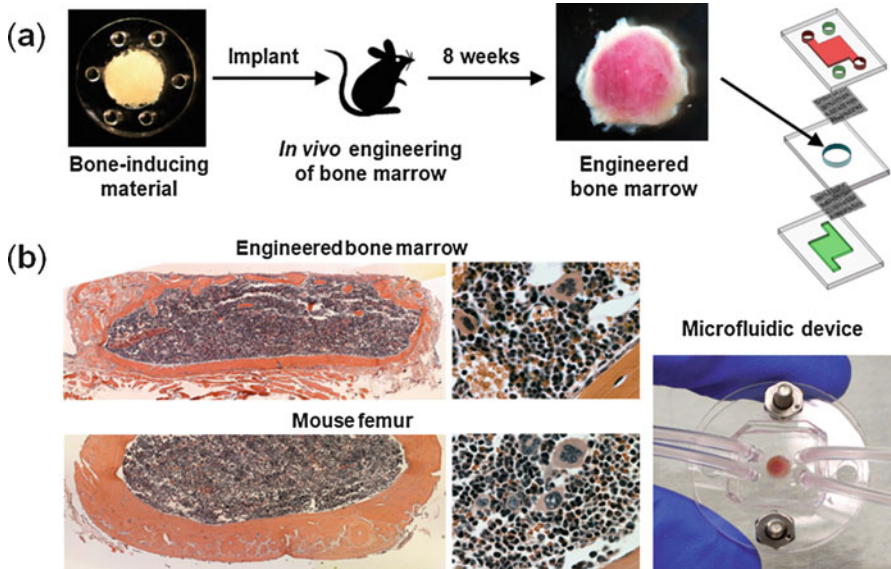 (a)
Implant
8 weeks
Bone-inducing
material
In vivo engineering
of bone marrow
Engineered
bone marrow
(b)
Engineered bone marrow
Mouse femur
Microfluidic device